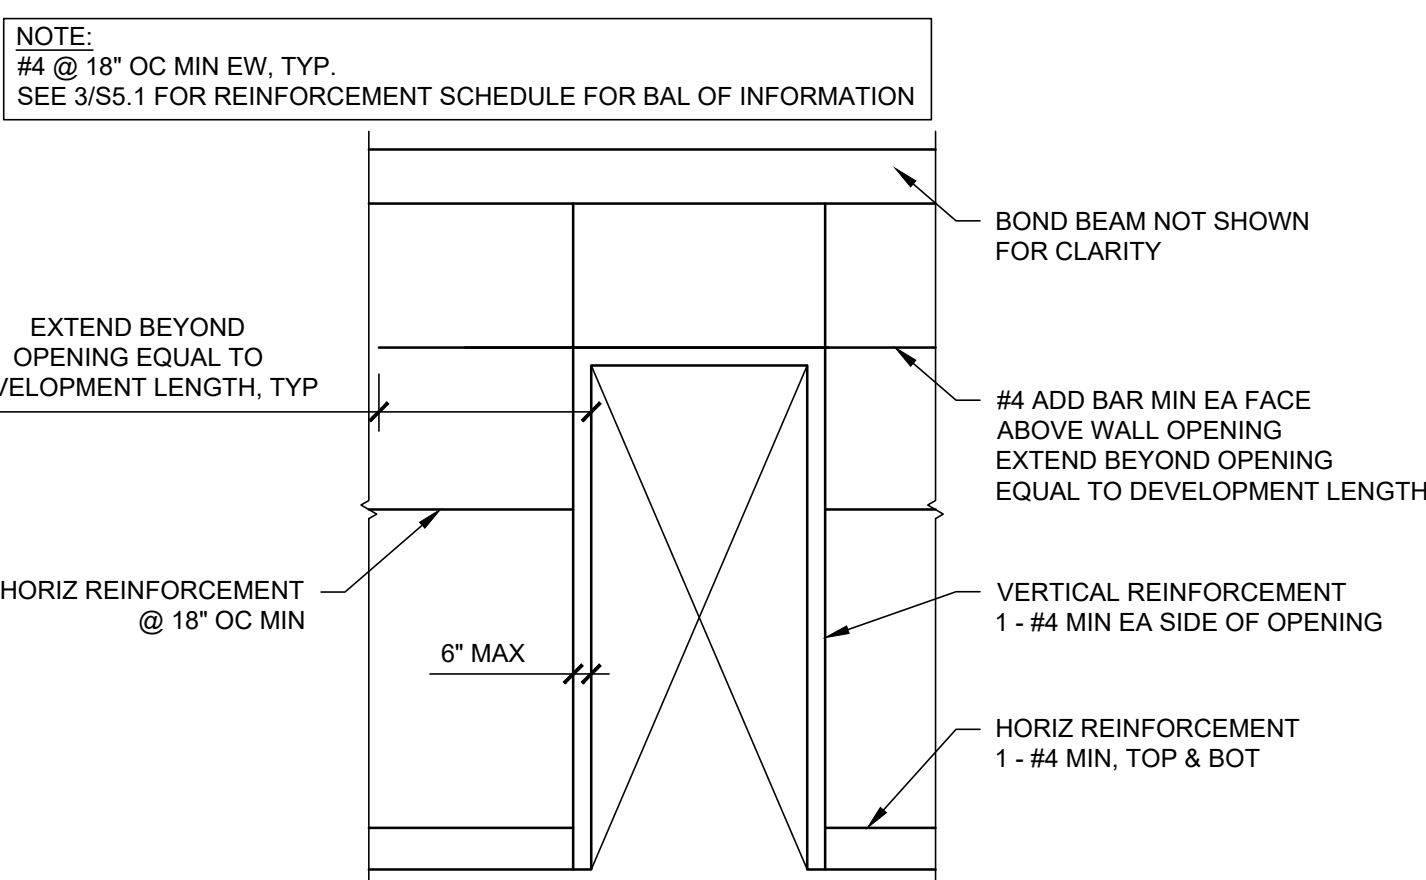 NOTE:
#4 @ 18" OC MIN EW, TYP.
SEE 3/S5.1 FOR REINFORCEMENT SCHEDULE FOR BAL OF INFORMATION
BOND BEAM NOT SHOWN
FOR CLARITY
EXTEND BEYOND
OPENING EQUAL TO
VELOPMENT LENGTH, TYP
#4 ADD BAR MIN EA FACE
ABOVE WALL OPENING
EXTEND BEYOND OPENING
EQUAL TO DEVELOPMENT LENGTH
HORIZ REINFORCEMENT
@ 18" OC MIN
VERTICAL REINFORCEMENT
1 - #4 MIN EA SIDE OF OPENING
6" MAX
HORIZ REINFORCEMENT
1 - #4 MIN, TOP & BOT